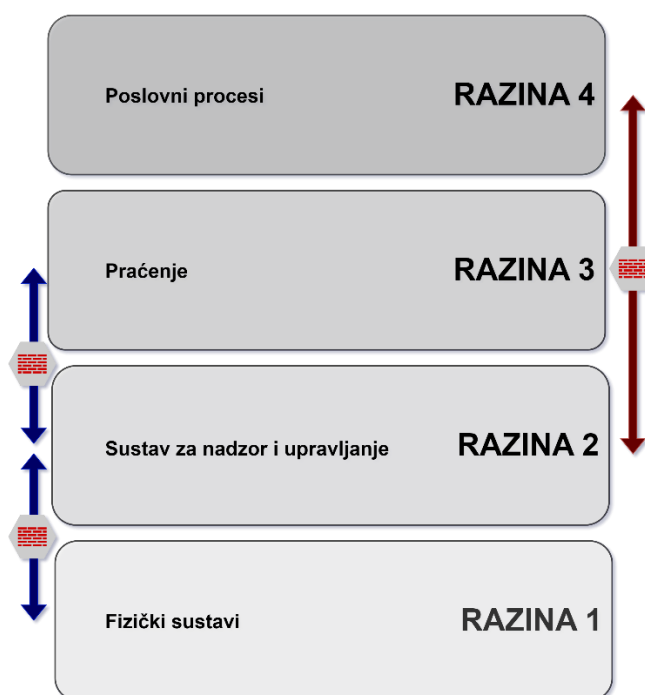 Poslovni procesi
RAZINA 4
Praćenje
RAZINA 3
Sustav za nadzor i upravljanje
RAZINA 2
Fizički sustavi
RAZINA 1